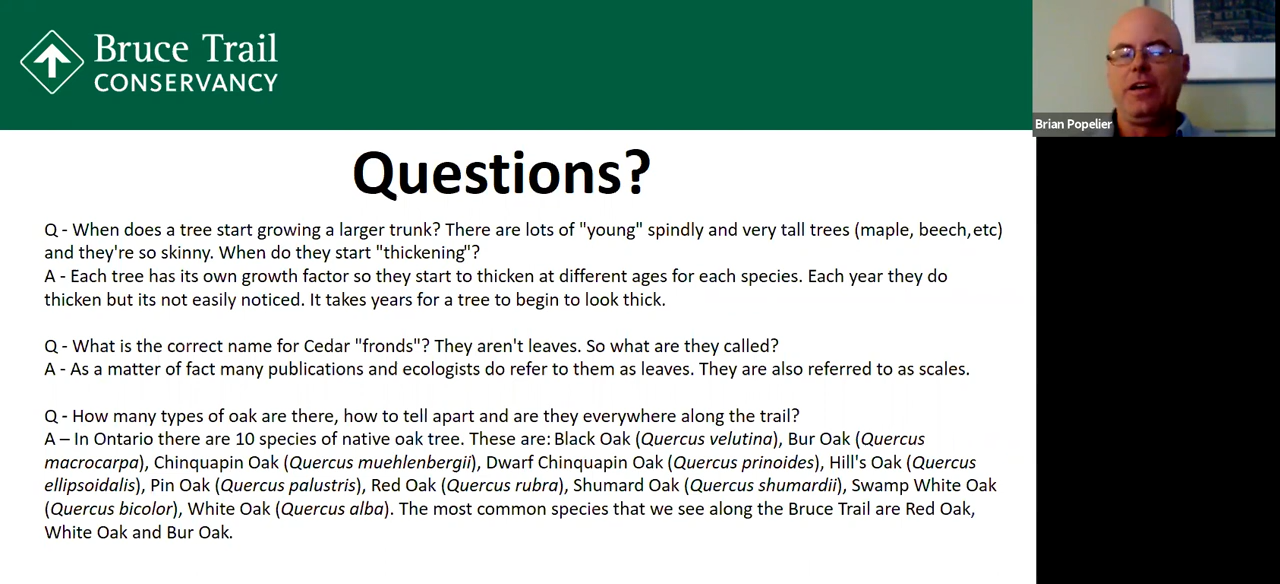 Bruce Trail
CONSERVANCY
Brian Popelier
Questions?
Q - When does a tree start growing a larger trunk? There are lots of "young" spindly and very tall trees (maple, beech, etc)
and they're so skinny. When do they start "thickening"?
A - Each tree has its own growth factor so they start to thicken at different ages for each species. Each year they do
thicken but its not easily noticed. It takes years for a tree to begin to look thick.
Q - What is the correct name for Cedar "fronds"? They aren't leaves. So what are they called?
A - As a matter of fact many publications and ecologists do refer to them as leaves. They are also referred to as scales.
Q - How many types of oak are there, how to tell apart and are they everywhere along the trail?
A – In Ontario there are 10 species of native oak tree. These are: Black Oak (Quercus velutina), Bur Oak (Quercus
macrocarpa), Chinquapin Oak (Quercus muehlenbergii), Dwarf Chinquapin Oak (Quercus prinoides), Hill's Oak (Quercus
ellipsoidalis), Pin Oak (Quercus palustris), Red Oak (Quercus rubra), Shumard Oak (Quercus shumardii), Swamp White Oak
(Quercus bicolor), White Oak (Quercus alba). The most common species that we see along the Bruce Trail are Red Oak,
White Oak and Bur Oak.